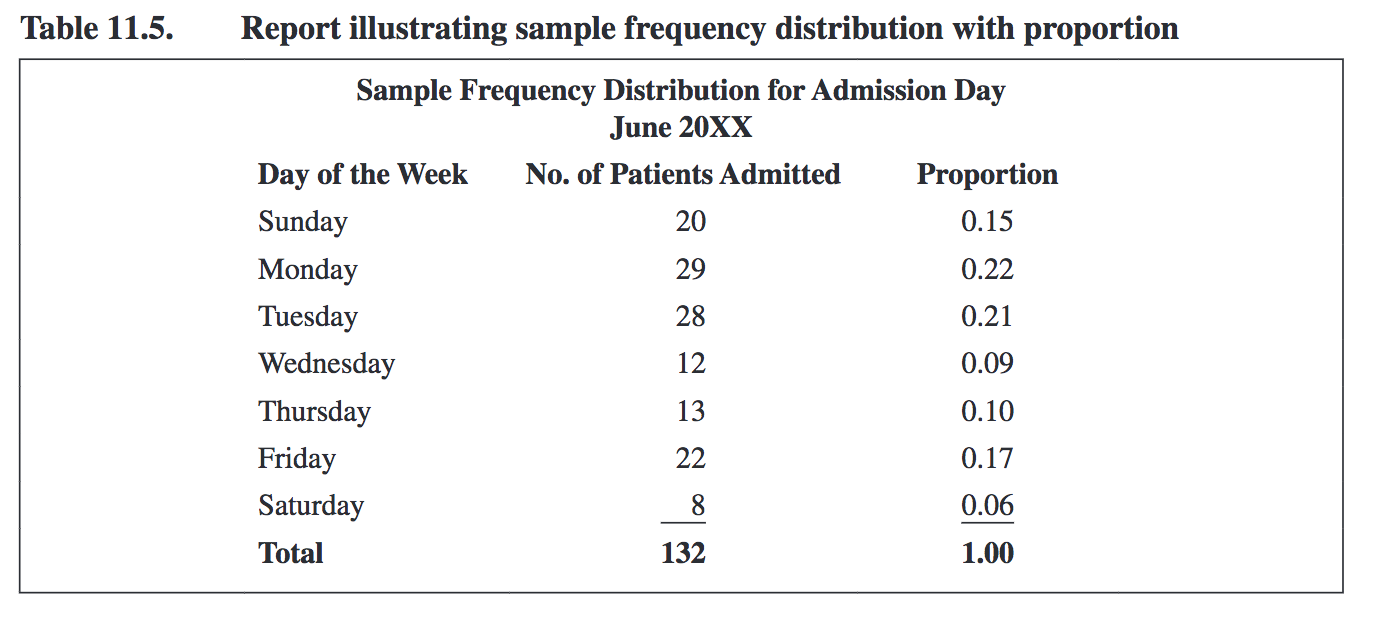 Table 11.5. Report illustrating sample frequency distribution with proportion
Sample Frequency Distribution for Admission Day
June 20XX
Day of the Week No. of Patients Admitted Proportion
Sunday 20 0.15
Monday 29 0.22
Tuesday 28 0.21
Wednesday 12 0.09
Thursday 13 0.10
Friday 22 0.17
Saturday 8 0.06
Total 132 1.00